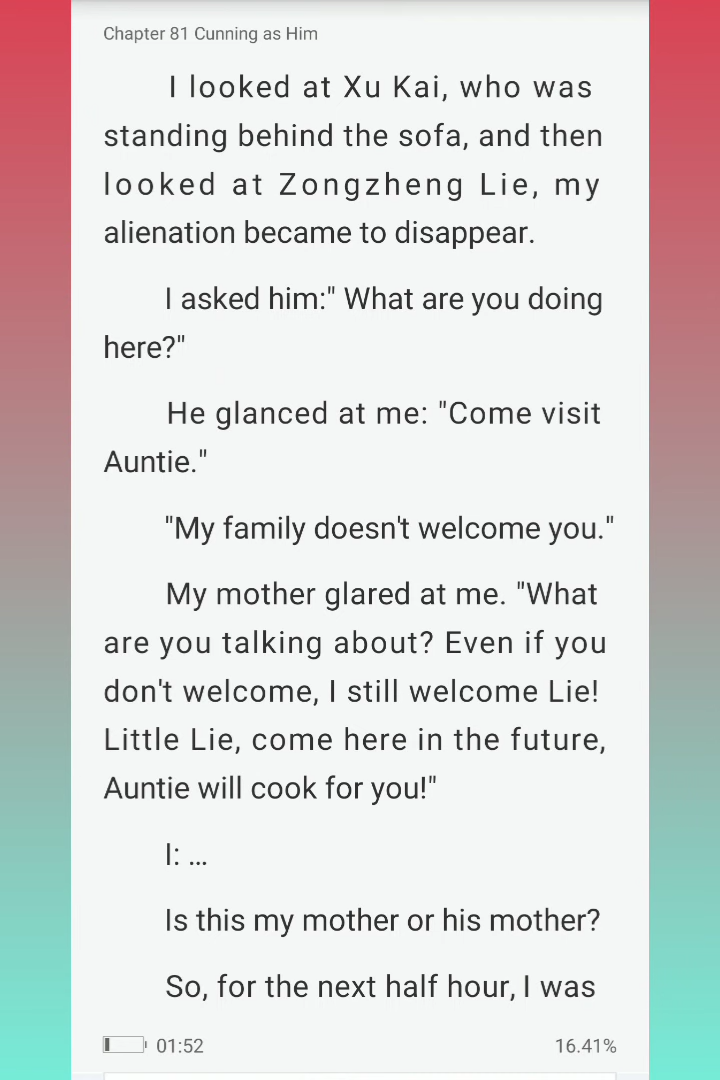 Chapter 81 Cunning as Him
I looked at Xu Kai, who was
standing behind the sofa, and then
looked at Zongzheng Lie, my
alienation became to disappear.
I asked him:" What are you doing
here?"
He glanced at me: "Come visit
Auntie."
"My family doesn't welcome you."
My mother glared at me. "What
are you talking about? Even if you
don't welcome, I still welcome Lie!
Little Lie, come here in the future,
Auntie will cook for you!"
I: ...
Is this my mother or his mother?
So, for the next half hour, I was
01:52 16.41%